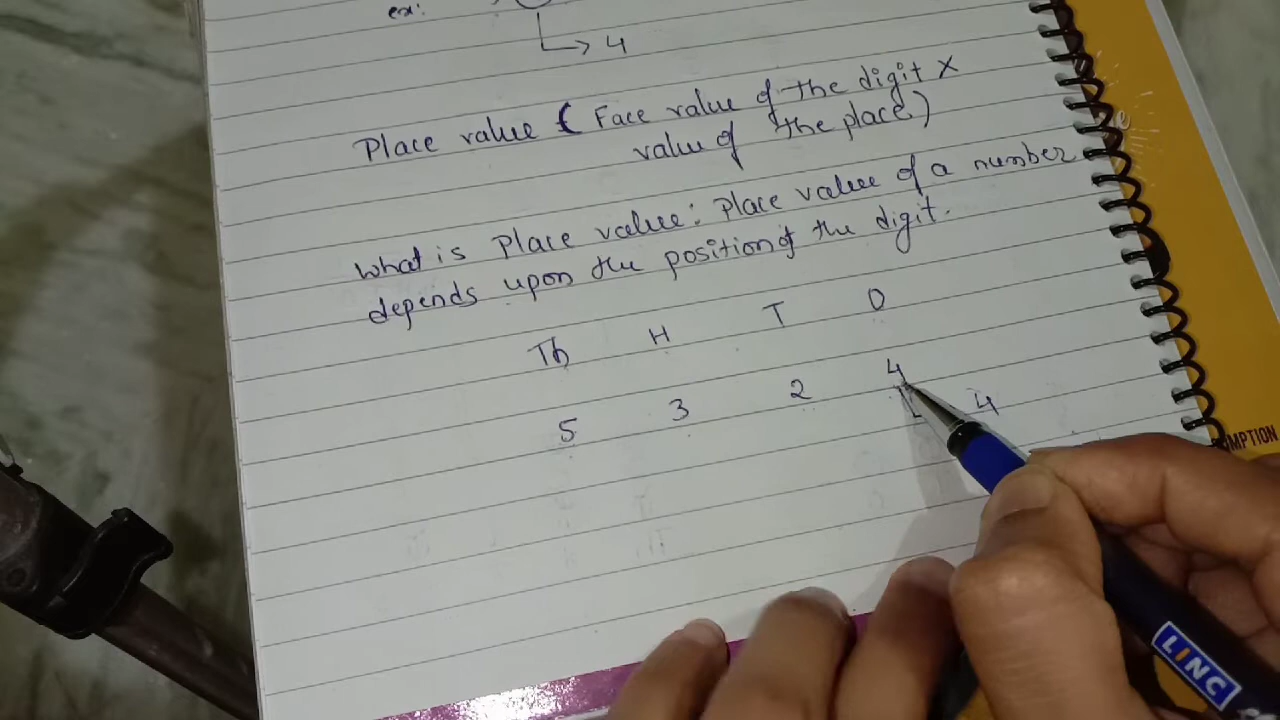 ex:
4
Place value ( Face value of the digit ×
value of the place)
What is Place value: Place value of a number
depends upon the position of the digit.
Th H T O
5 3 2 4
4
MPTION
LINC